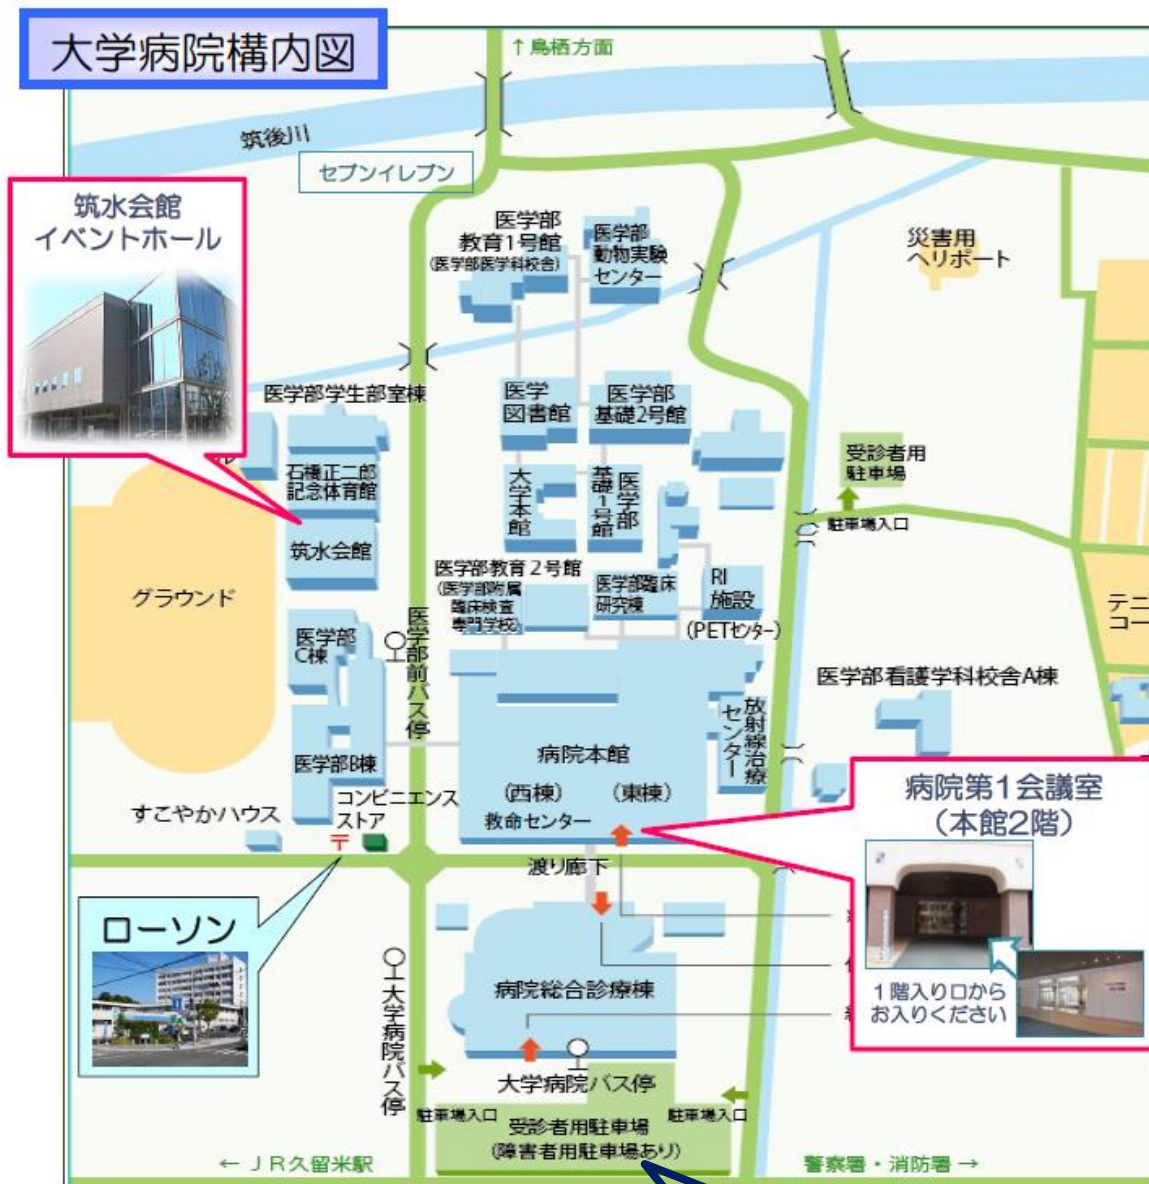 大学病院構内図
↑鳥栖方面
筑後川
セブンイレブン
筑水会館
イベントホール
医学部
教育1号館
(医学部医学科校舎)
医学部
動物実験
センター
災害用
ヘリポート
医学部学生部室棟
医学
図書館
医学部
基礎2号館
受診者用
駐車場
駐車場入口
石橋正二郎
記念体育館
大学本館
医学部
基礎1号館
筑水会館
グラウンド
医学部教育2号館
(医学部附属
臨床検査
専門学校)
医学部臨床
研究棟
RI
施設
(PETセンター)
テニ
コー
医学部
C棟
医学部前バス停
医学部看護学科校舎A棟
放射線治療
センター
病院本館
(西棟)
(東棟)
救命センター
医学部B棟
すこやかハウス
コンビニエンス
ストア
〒
病院第1会議室
(本館2階)
1階入り口から
お入りください
渡り廊下
ローソン
病院総合診療棟
大学病院バス停
大学病院バス停
駐車場入口
駐車場入口
受診者用駐車場
(障害者用駐車場あり)
← JR久留米駅
警察署・消防署 →